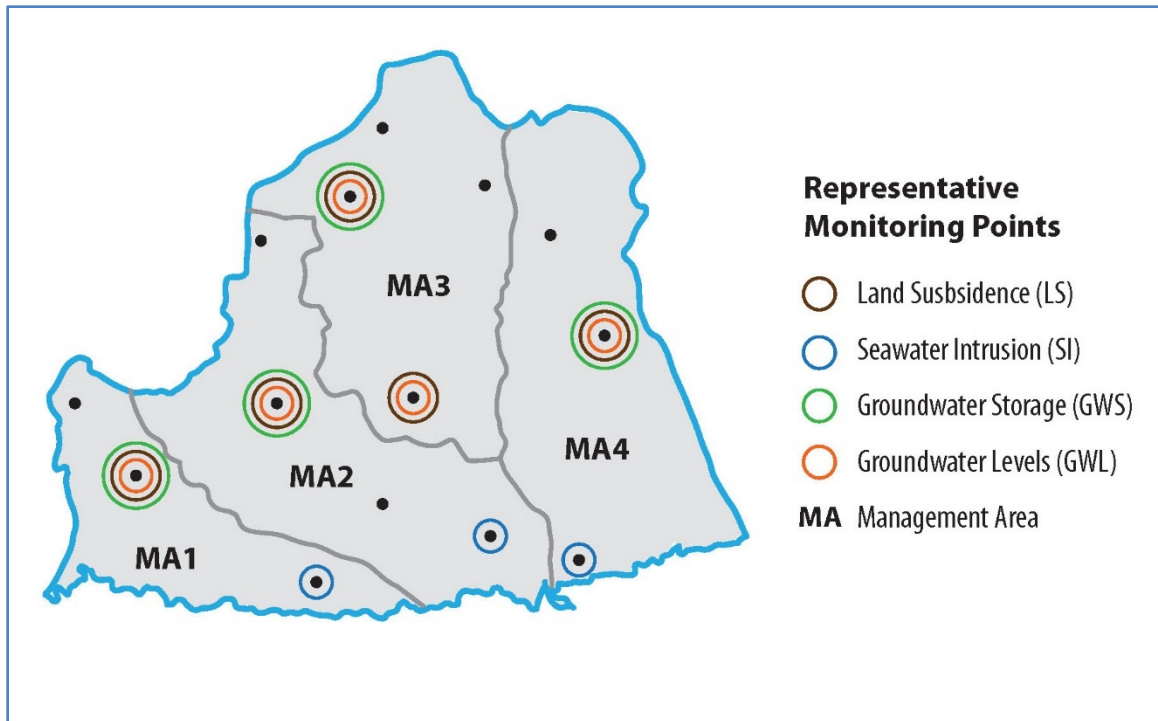 MA3
MA4
MA2
MA1
Representative
Monitoring Points
Land Susbsidence (LS)
Seawater Intrusion (SI)
Groundwater Storage (GWS)
Groundwater Levels (GWL)
MA Management Area